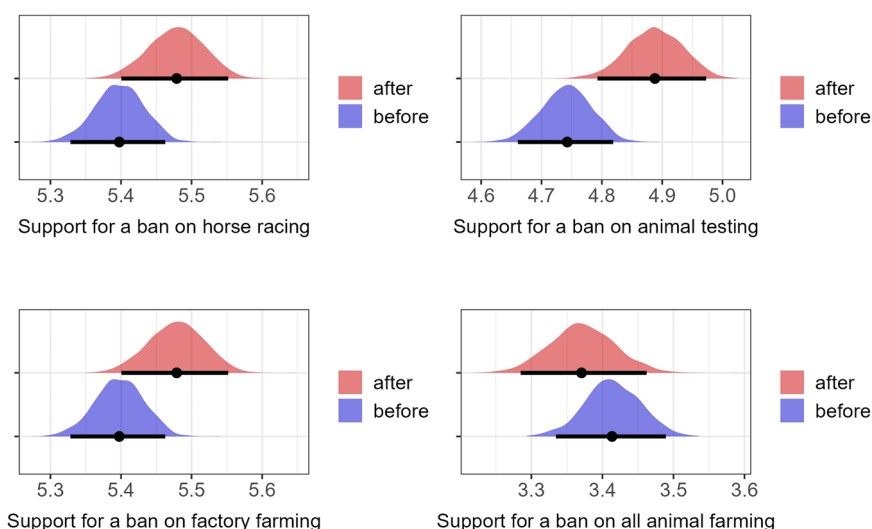 after
before
5.3 5.4 5.5 5.6
Support for a ban on horse racing
after
before
4.6 4.7 4.8 4.9 5.0
Support for a ban on animal testing
after
before
5.3 5.4 5.5 5.6
Support for a ban on factory farming
after
before
3.3 3.4 3.5 3.6
Support for a ban on all animal farming